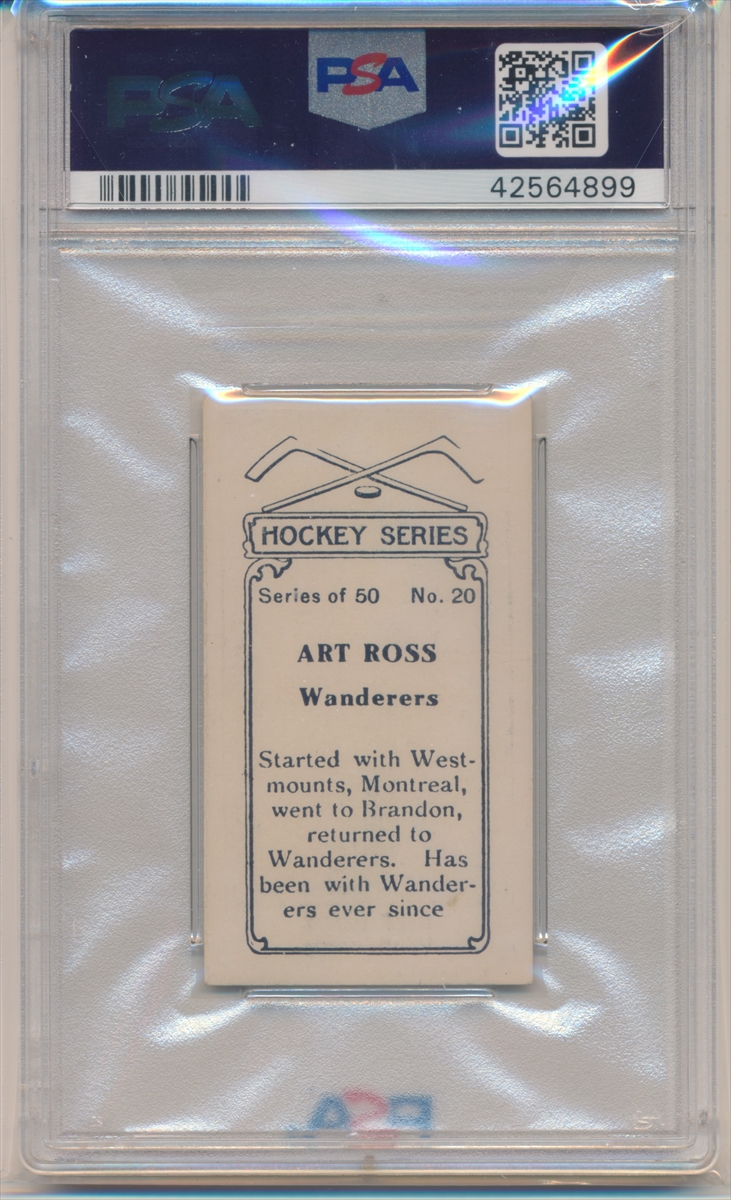 PSA
PSA
42564899
HOCKEY SERIES
Series of 50 No. 20
ART ROSS
Wanderers
Started with West-
mounts, Montreal,
went to Brandon,
returned to
Wanderers. Has
been with Wander-
ers ever since
PSA